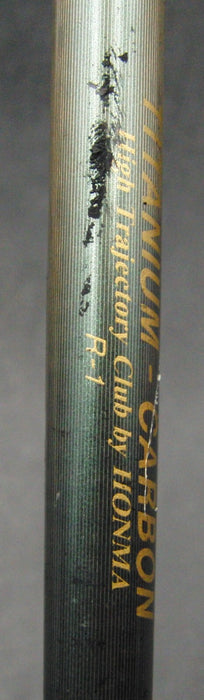 TITANIUM - CARBON
High Trajectory Club by HONMA
R-1